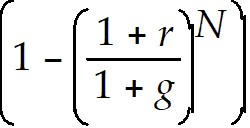 (1 − ((1 + r)/(1 + g))^N)